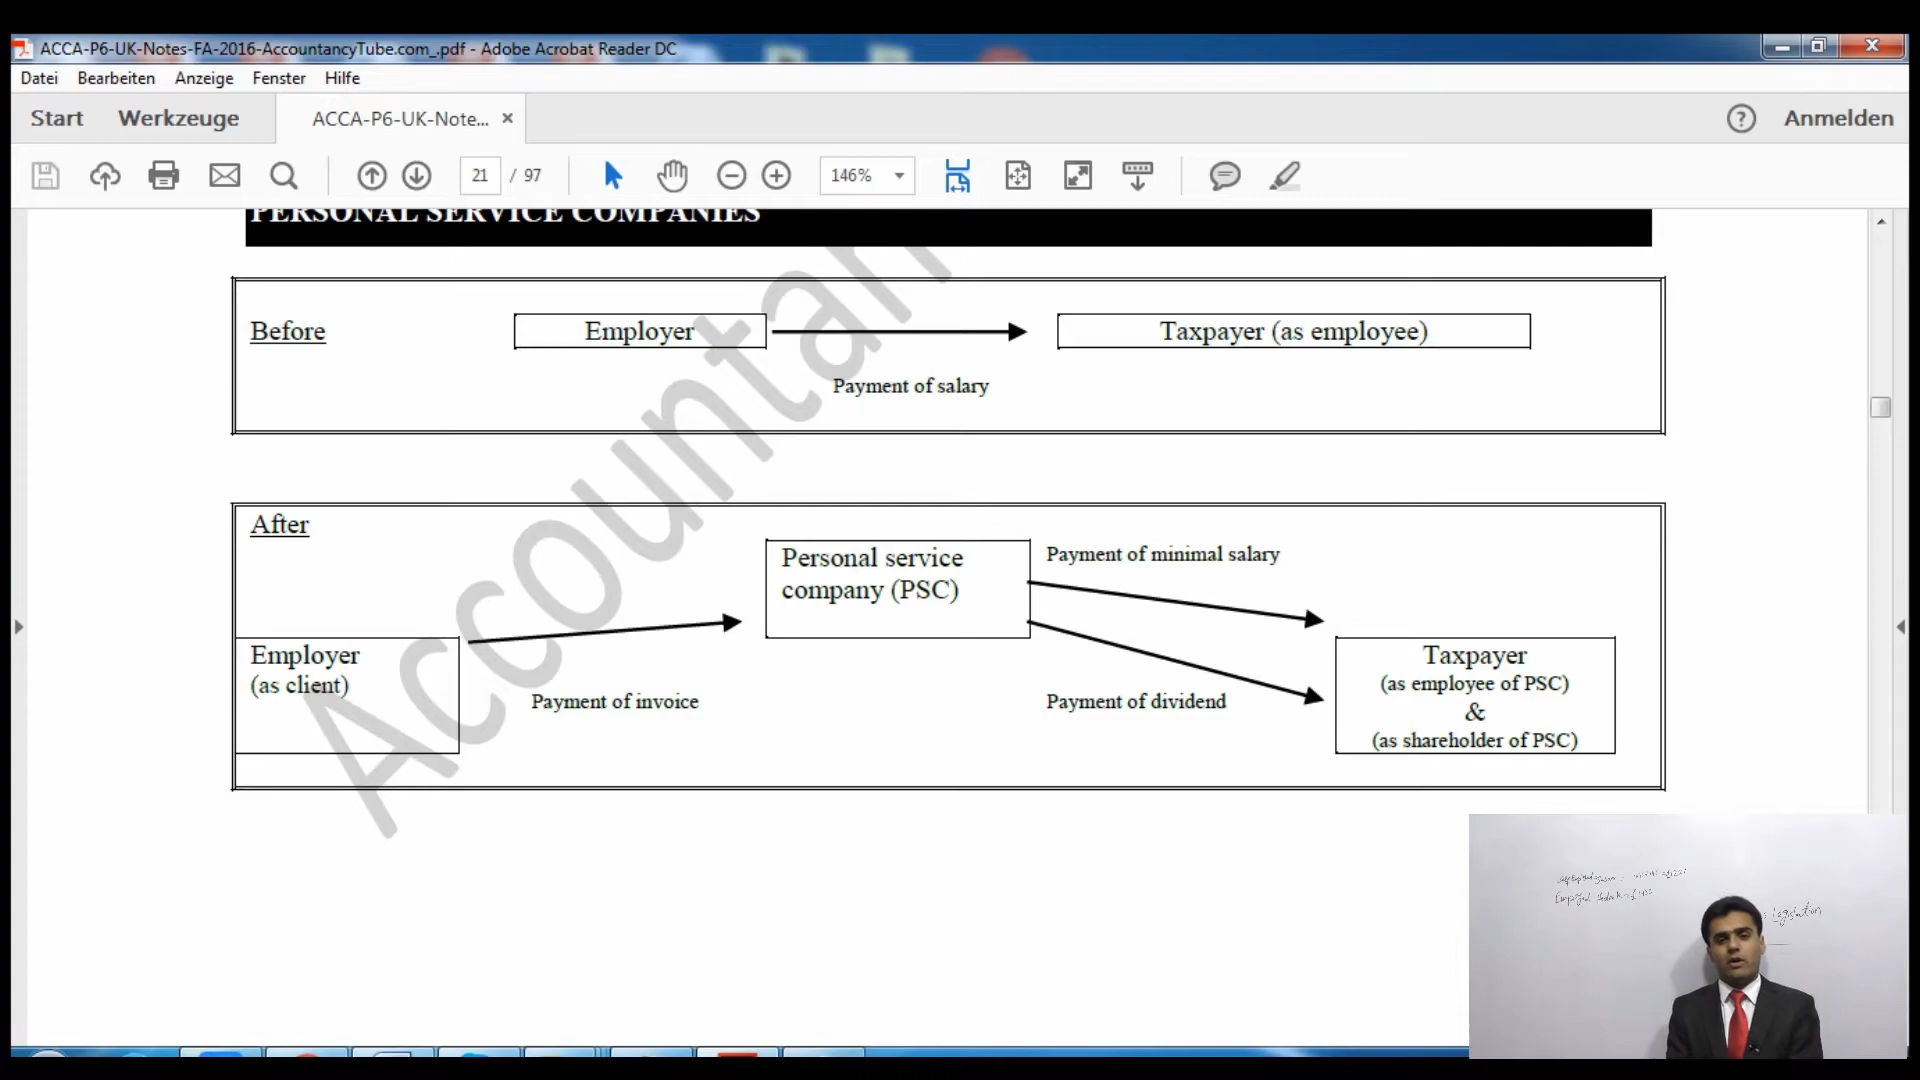 ACCA-P6-UK-Notes-FA-2016-AccountancyTube.com_.pdf - Adobe Acrobat Reader DC
Datei Bearbeiten Anzeige Fenster Hilfe
Start Werkzeuge ACCA-P6-UK-Note... × ? Anmelden
21 / 97 146%
PERSONAL SERVICE COMPANIES
Before Employer Taxpayer (as employee)
Payment of salary
After
Personal service
company (PSC)
Payment of minimal salary
Employer
(as client)
Payment of invoice
Payment of dividend
Taxpayer
(as employee of PSC)
&
(as shareholder of PSC)
Accountan
Legislation